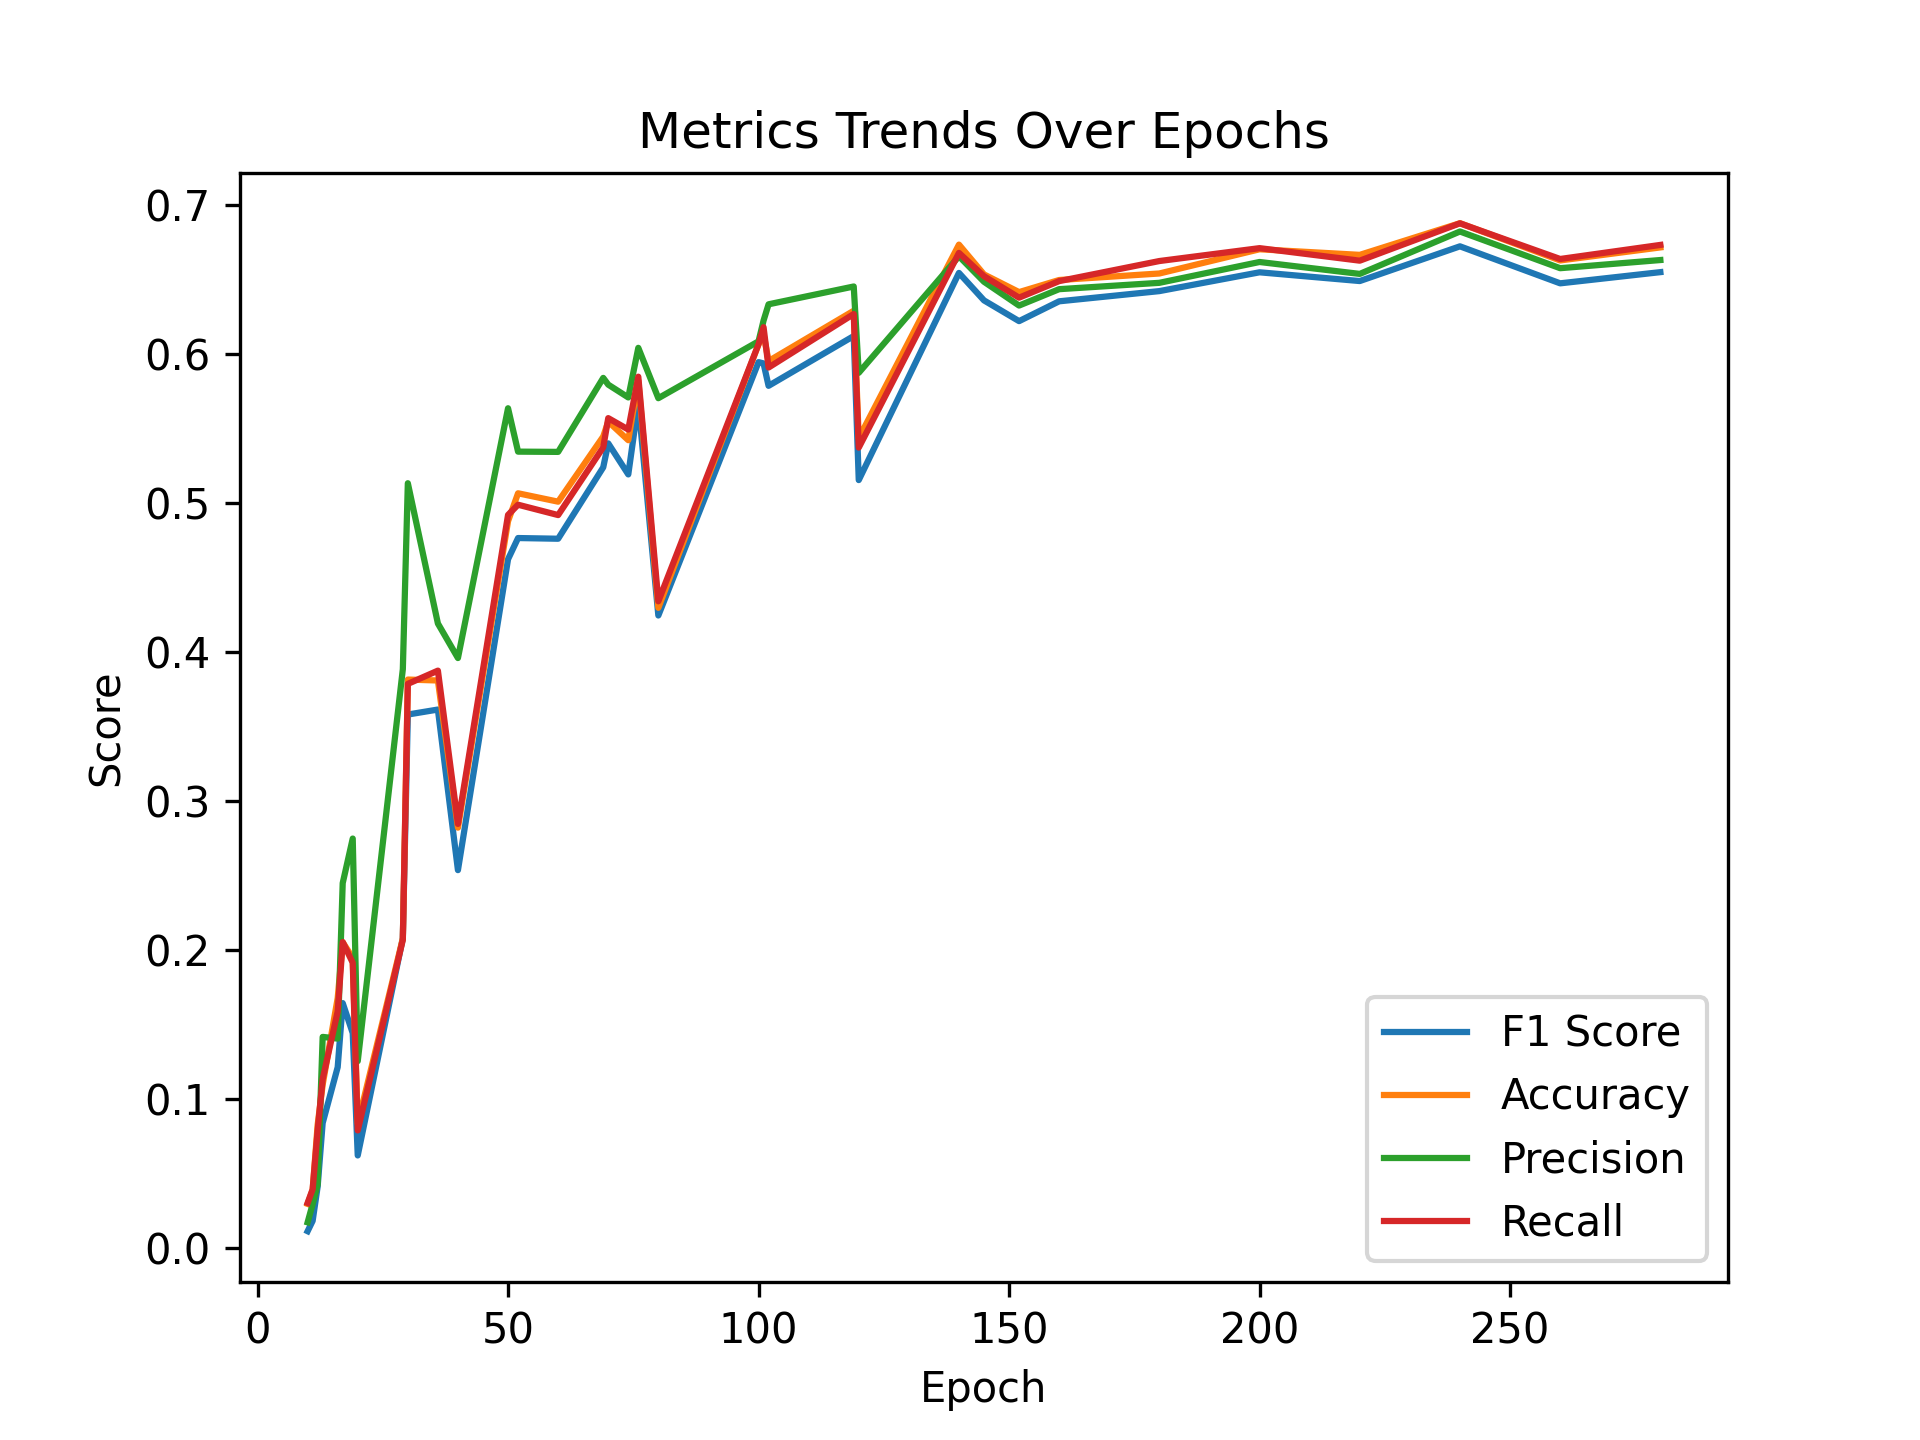 Metrics Trends Over Epochs
0.7
0.6
0.5
0.4
0.3
0.2
0.1
0.0
Score
F1 Score
Accuracy
Precision
Recall
0 50 100 150 200 250
Epoch